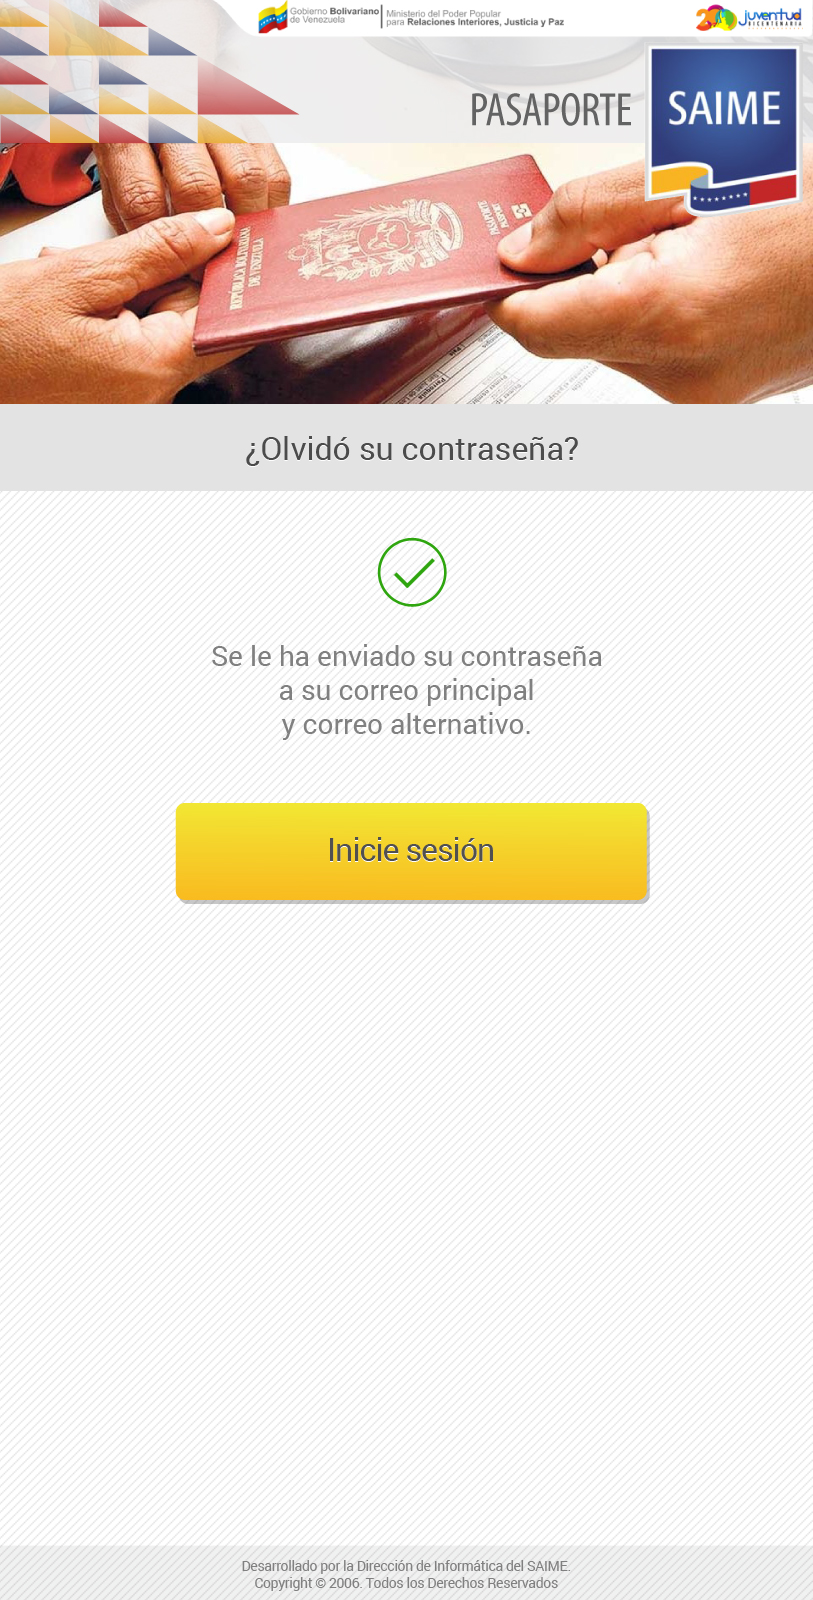 Gobierno Bolivariano
de Venezuela
Ministerio del Poder Popular
para Relaciones Interiores, Justicia y Paz
200 juventud
BICENTENARIA
PASAPORTE
SAIME
REPÚBLICA BOLIVARIANA
DE VENEZUELA
PASAPORTE
PASSPORT
¿Olvidó su contraseña?
Se le ha enviado su contraseña
a su correo principal
y correo alternativo.
Inicie sesión
Desarrollado por la Dirección de Informática del SAIME.
Copyright © 2006. Todos los Derechos Reservados